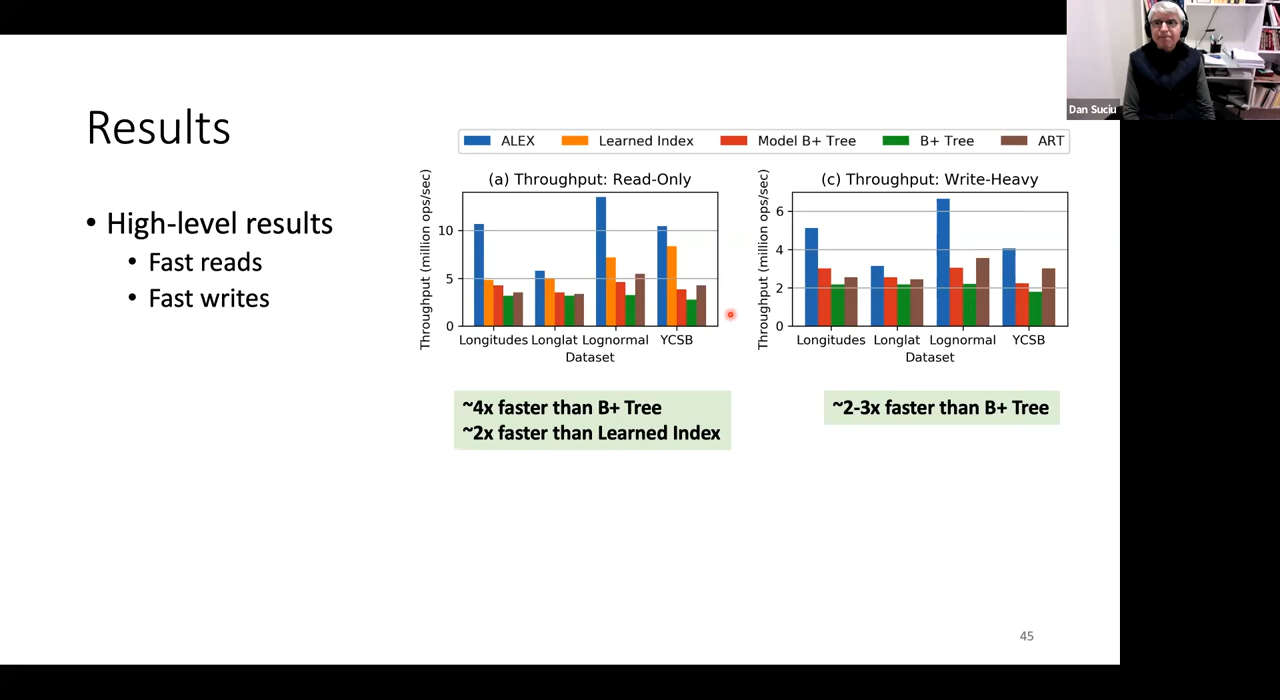 Dan Suciu
Results
• High-level results
• Fast reads
• Fast writes
ALEX Learned Index Model B+ Tree B+ Tree ART
(a) Throughput: Read-Only
Throughput (million ops/sec)
10
5
0
Longitudes Longlat Lognormal YCSB
Dataset
(c) Throughput: Write-Heavy
Throughput (million ops/sec)
6
4
2
0
Longitudes Longlat Lognormal YCSB
Dataset
~4x faster than B+ Tree
~2x faster than Learned Index
~2-3x faster than B+ Tree
45